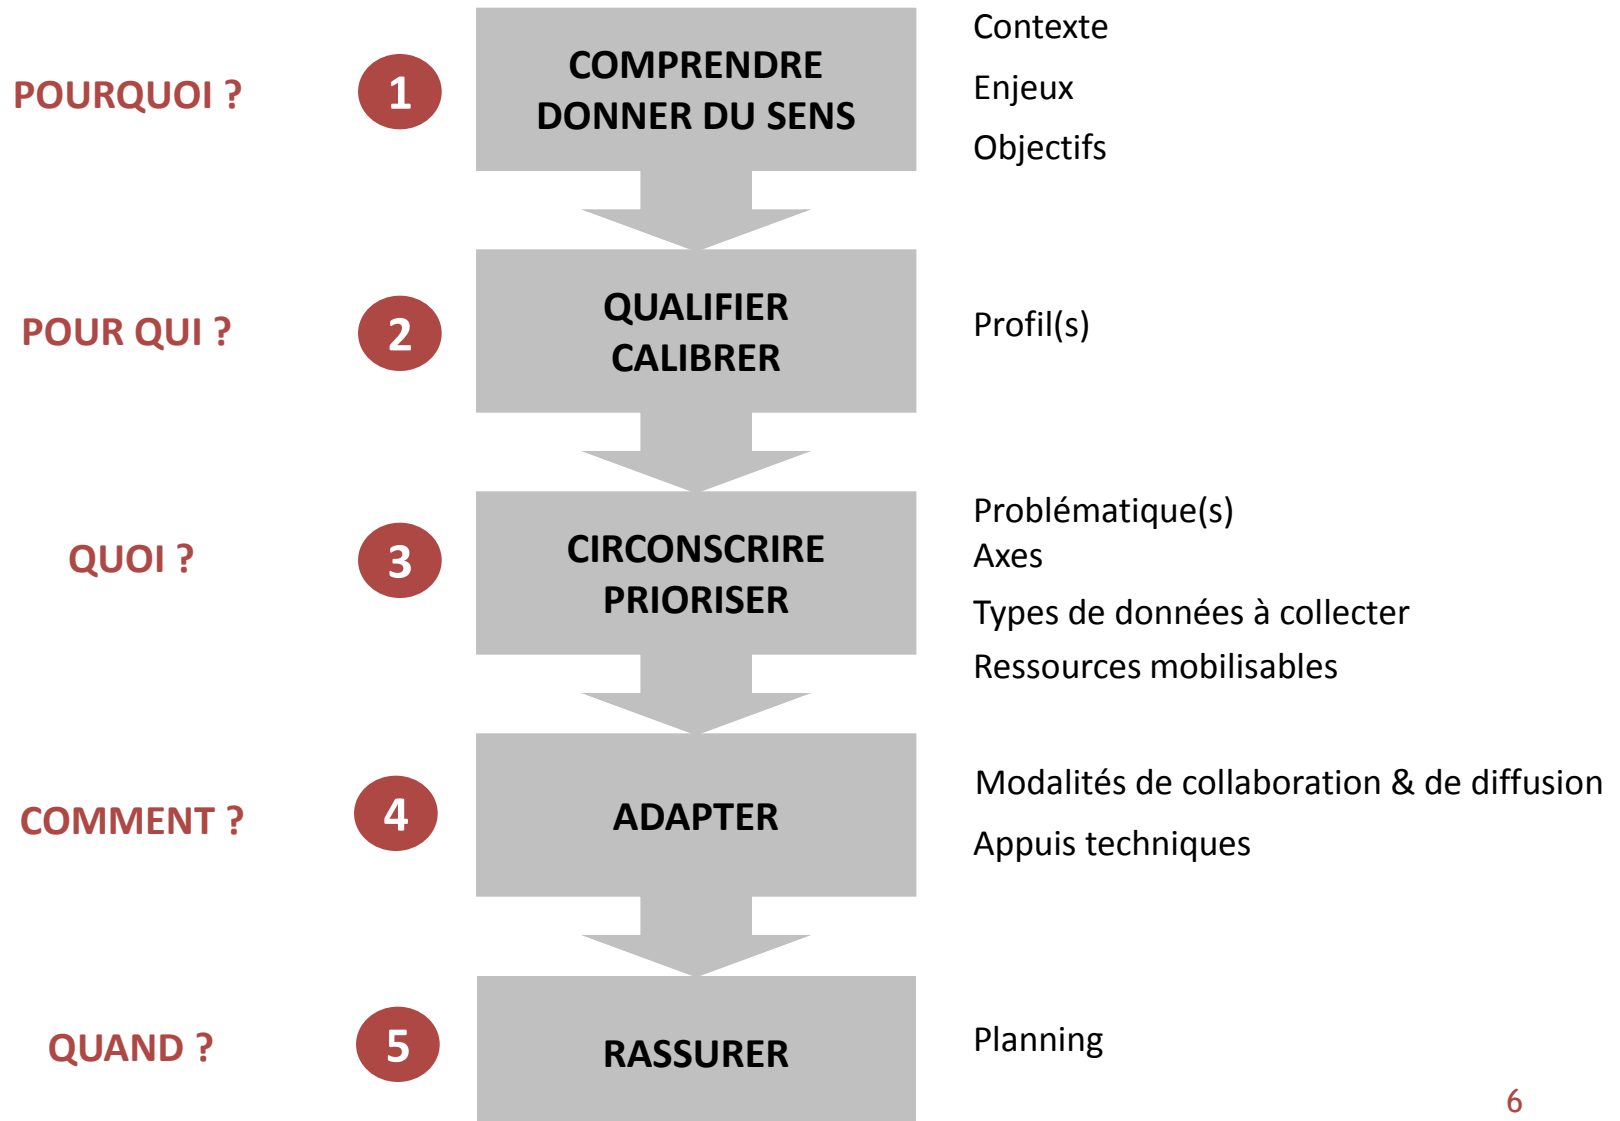 POURQUOI ?
1
COMPRENDRE
DONNER DU SENS
Contexte
Enjeux
Objectifs
POUR QUI ?
2
QUALIFIER
CALIBRER
Profil(s)
QUOI ?
3
CIRCONSCRIRE
PRIORISER
Problématique(s)
Axes
Types de données à collecter
Ressources mobilisables
COMMENT ?
4
ADAPTER
Modalités de collaboration & de diffusion
Appuis techniques
QUAND ?
5
RASSURER
Planning
6